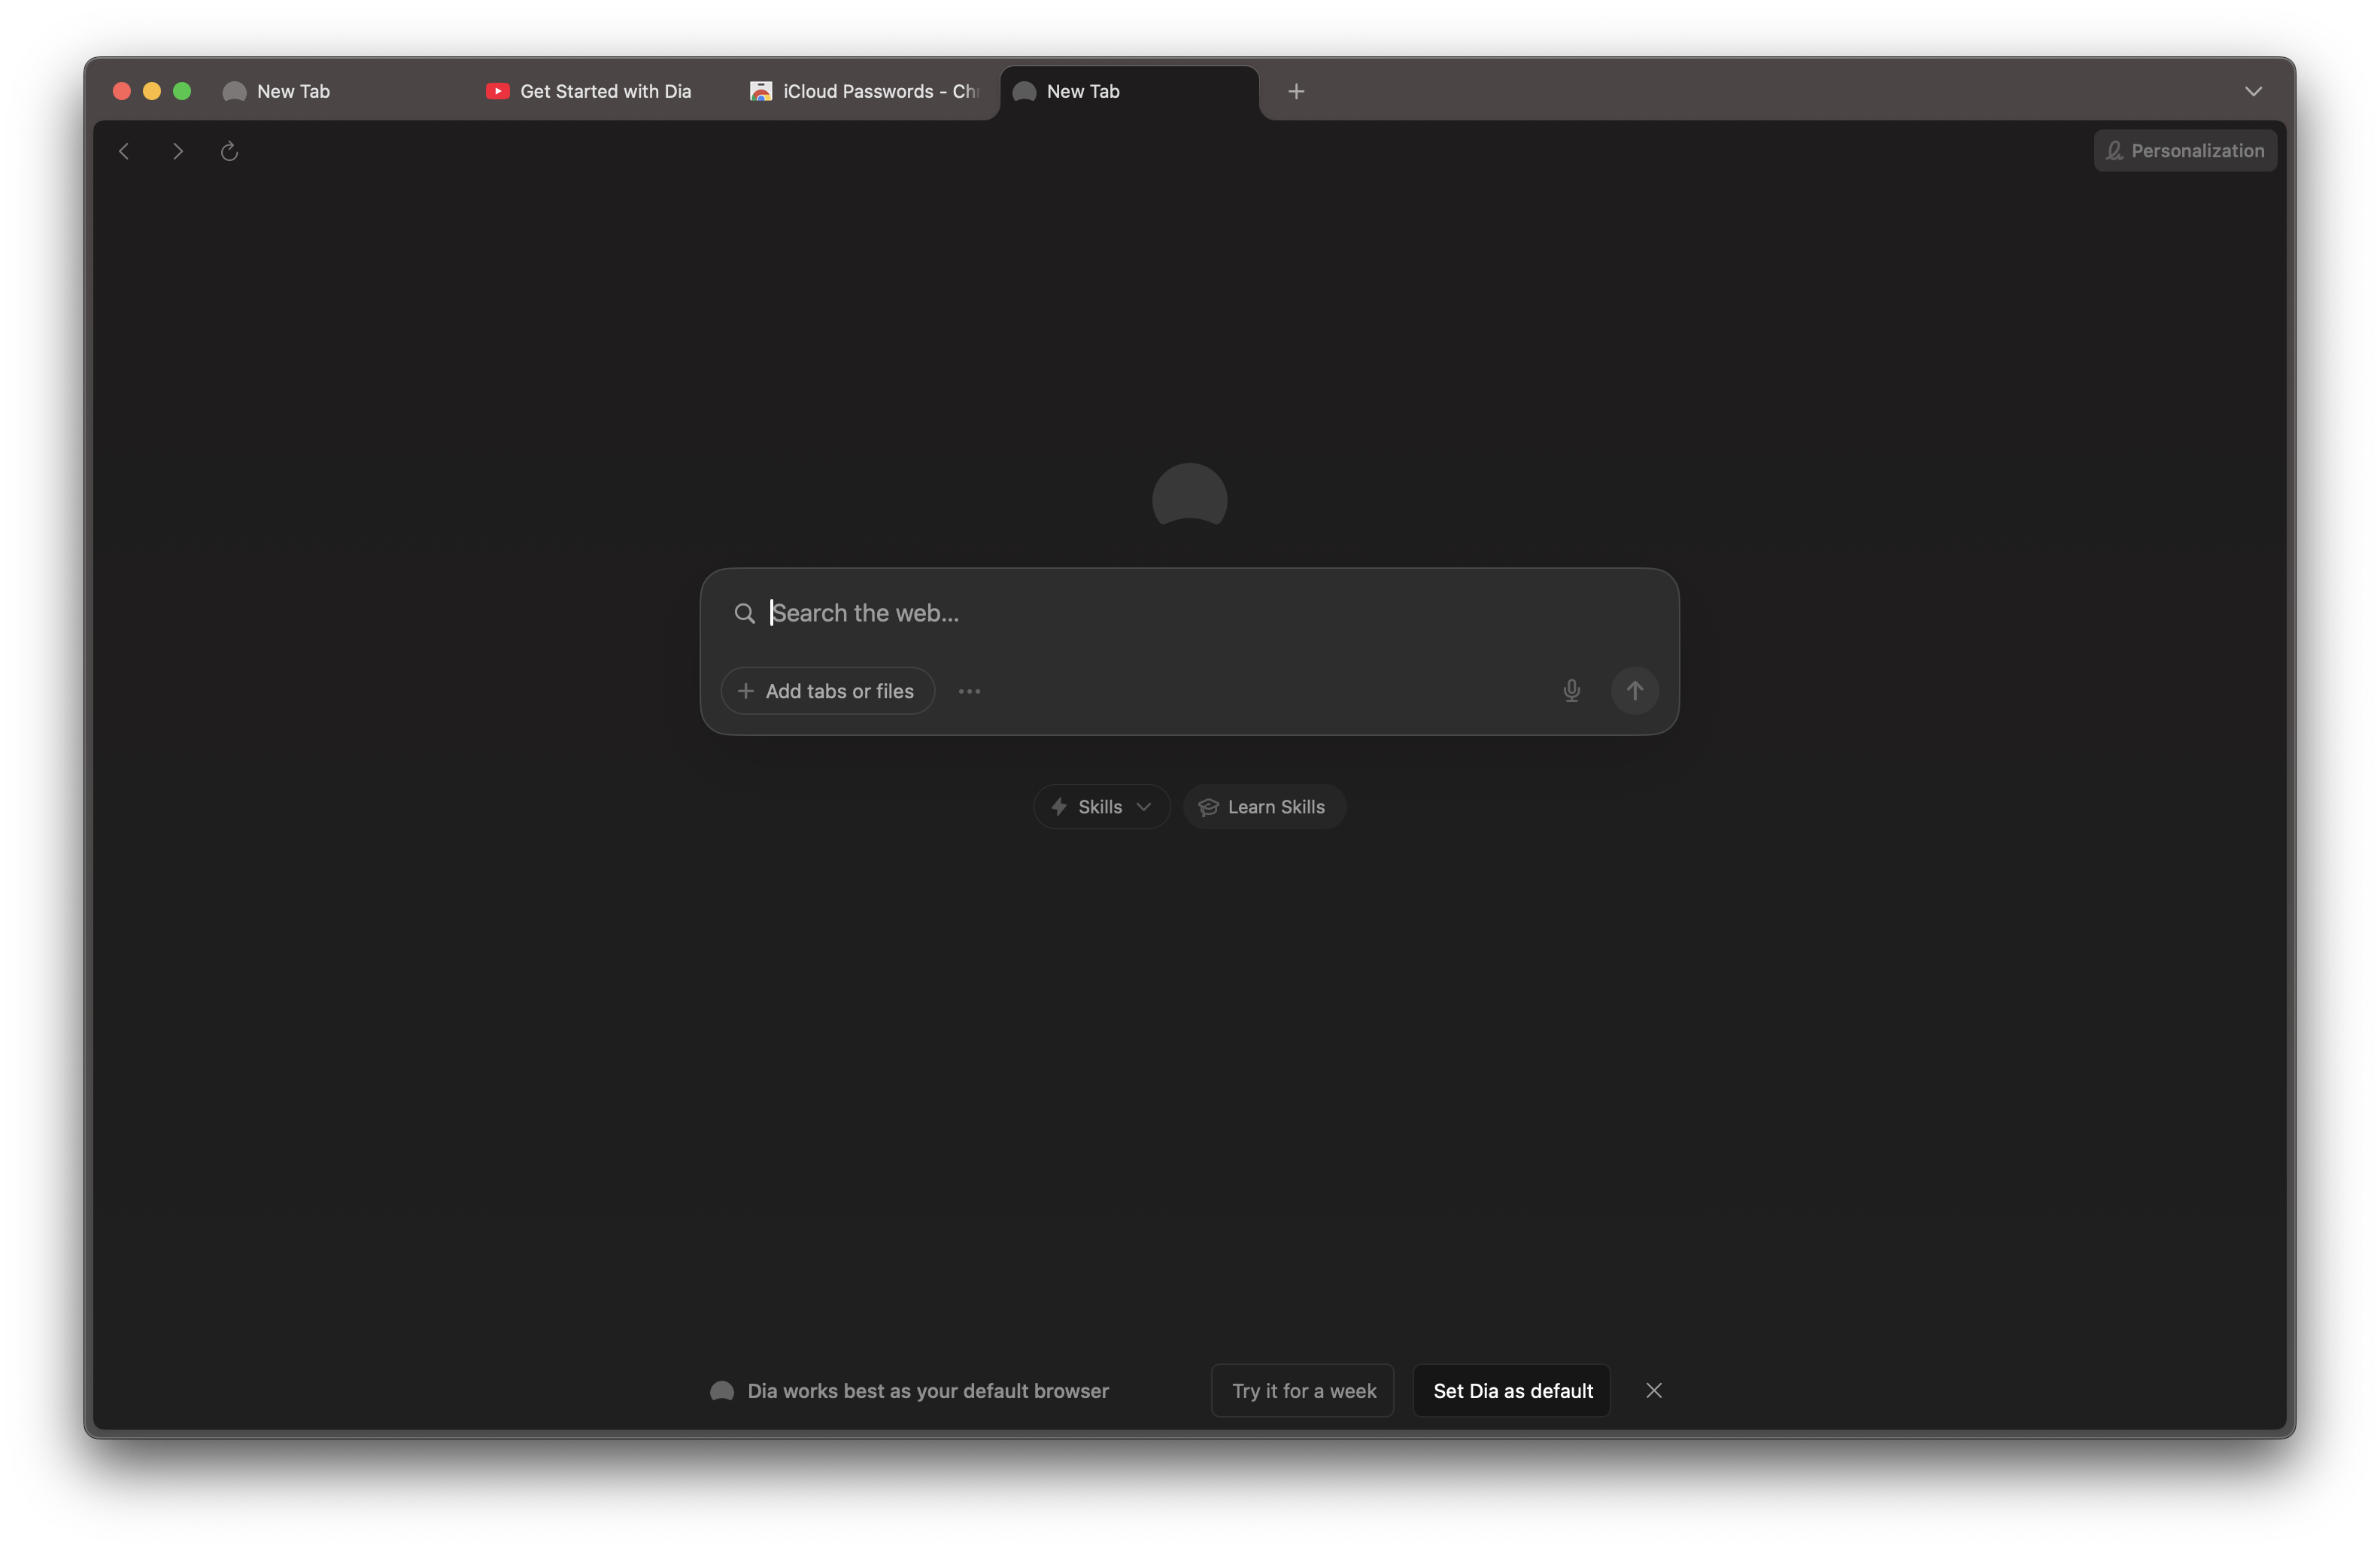 New Tab
Get Started with Dia
iCloud Passwords - Ch
New Tab
Personalization
Search the web...
Add tabs or files
Skills
Learn Skills
Dia works best as your default browser
Try it for a week
Set Dia as default